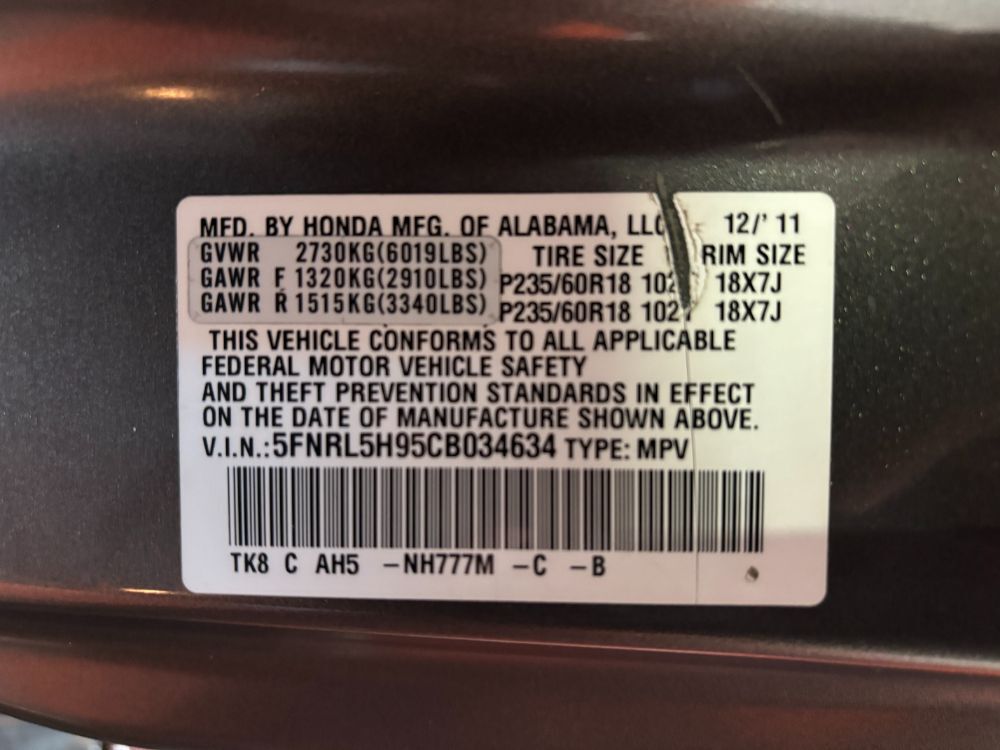 MFD. BY HONDA MFG. OF ALABAMA, LLC 12/' 11
GVWR 2730KG(6019LBS) TIRE SIZE RIM SIZE
GAWR F 1320KG(2910LBS) P235/60R18 18X7J
GAWR R 1515KG(3340LBS) P235/60R18 18X7J
THIS VEHICLE CONFORMS TO ALL APPLICABLE
FEDERAL MOTOR VEHICLE SAFETY
AND THEFT PREVENTION STANDARDS IN EFFECT
ON THE DATE OF MANUFACTURE SHOWN ABOVE.
V.I.N.: 5FNRL5H95CB034634 TYPE: MPV
TK8 C AH5 -NH777M -C -B